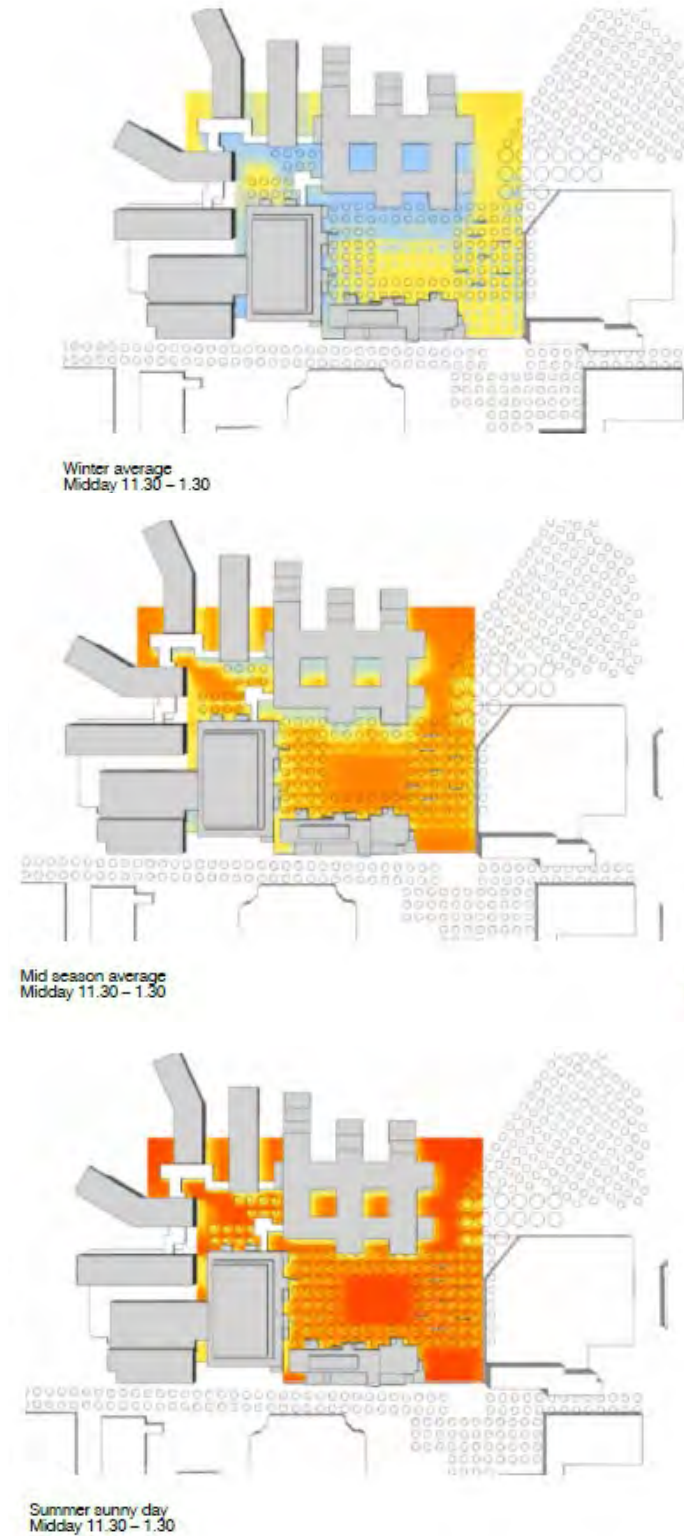 Winter average
Midday 11.30 – 1.30
Mid season average
Midday 11.30 – 1.30
Summer sunny day
Midday 11.30 – 1.30